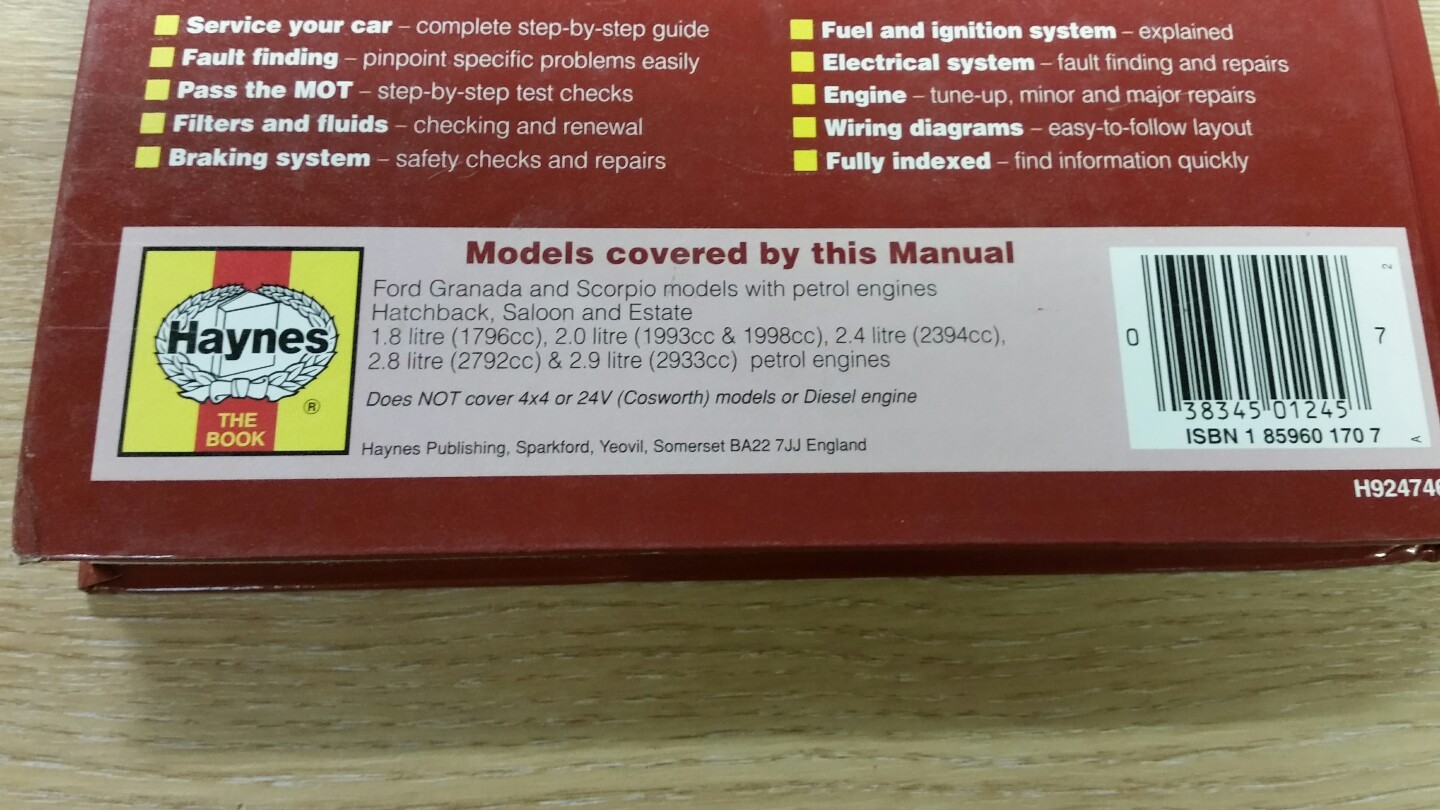 Service your car – complete step-by-step guide
Fault finding – pinpoint specific problems easily
Pass the MOT – step-by-step test checks
Filters and fluids – checking and renewal
Braking system – safety checks and repairs
Fuel and ignition system – explained
Electrical system – fault finding and repairs
Engine – tune-up, minor and major repairs
Wiring diagrams – easy-to-follow layout
Fully indexed – find information quickly
Haynes
®
THE
BOOK
Models covered by this Manual
Ford Granada and Scorpio models with petrol engines
Hatchback, Saloon and Estate
1.8 litre (1796cc), 2.0 litre (1993cc & 1998cc), 2.4 litre (2394cc),
2.8 litre (2792cc) & 2.9 litre (2933cc) petrol engines
Does NOT cover 4x4 or 24V (Cosworth) models or Diesel engine
Haynes Publishing, Sparkford, Yeovil, Somerset BA22 7JJ England
2
0 38345 01245 7
ISBN 1 85960 170 7
A